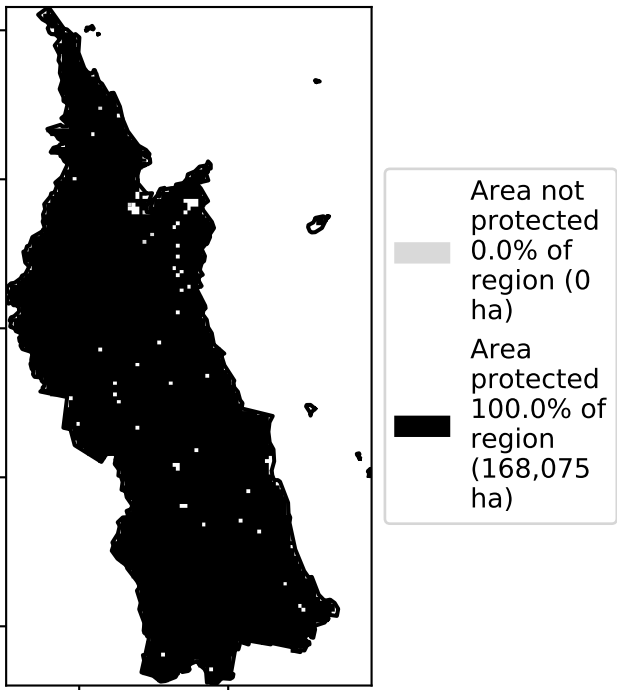 Area not
protected
0.0% of
region (0
ha)
Area
protected
100.0% of
region
(168,075
ha)